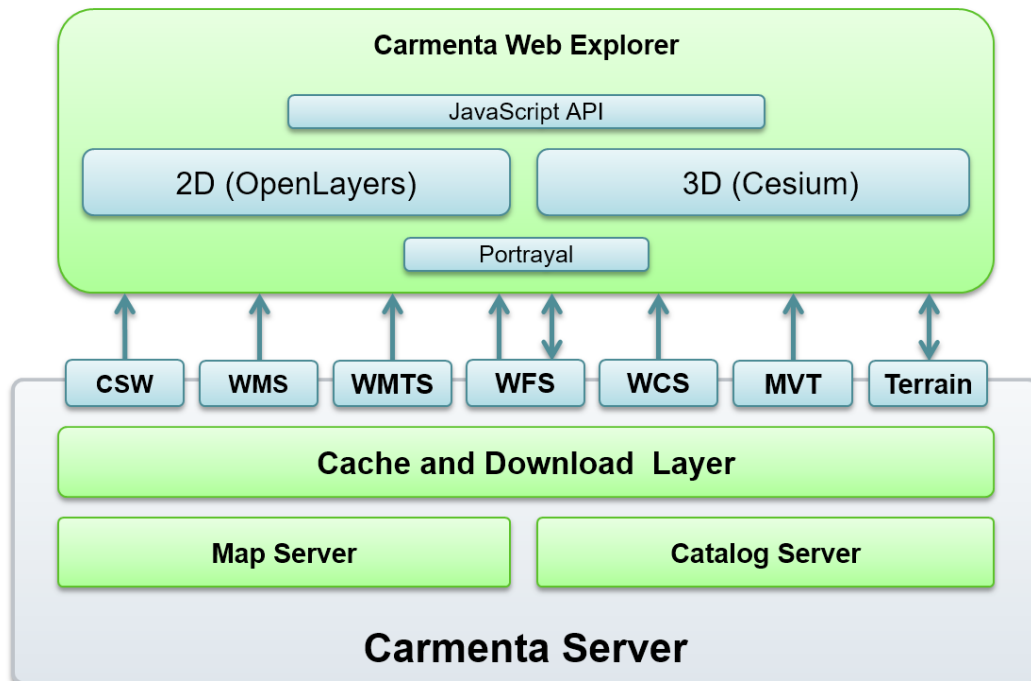 Carmenta Web Explorer
JavaScript API
2D (OpenLayers)
3D (Cesium)
Portrayal
CSW
WMS
WMTS
WFS
WCS
MVT
Terrain
Cache and Download Layer
Map Server
Catalog Server
Carmenta Server